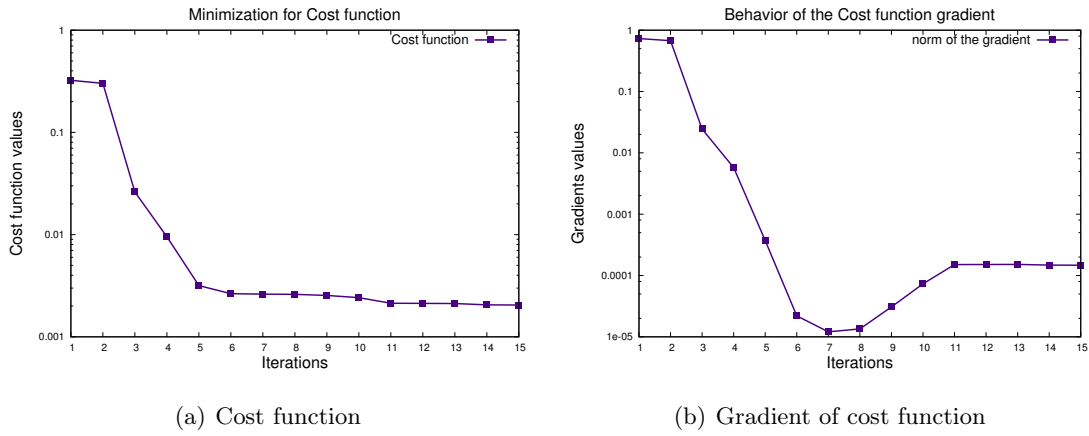 Minimization for Cost function
Cost function
1
0.1
0.01
0.001
Cost function values
1 2 3 4 5 6 7 8 9 10 11 12 13 14 15
Iterations
(a) Cost function
Behavior of the Cost function gradient
norm of the gradient
1
0.1
0.01
0.001
0.0001
1e-05
Gradients values
1 2 3 4 5 6 7 8 9 10 11 12 13 14 15
Iterations
(b) Gradient of cost function